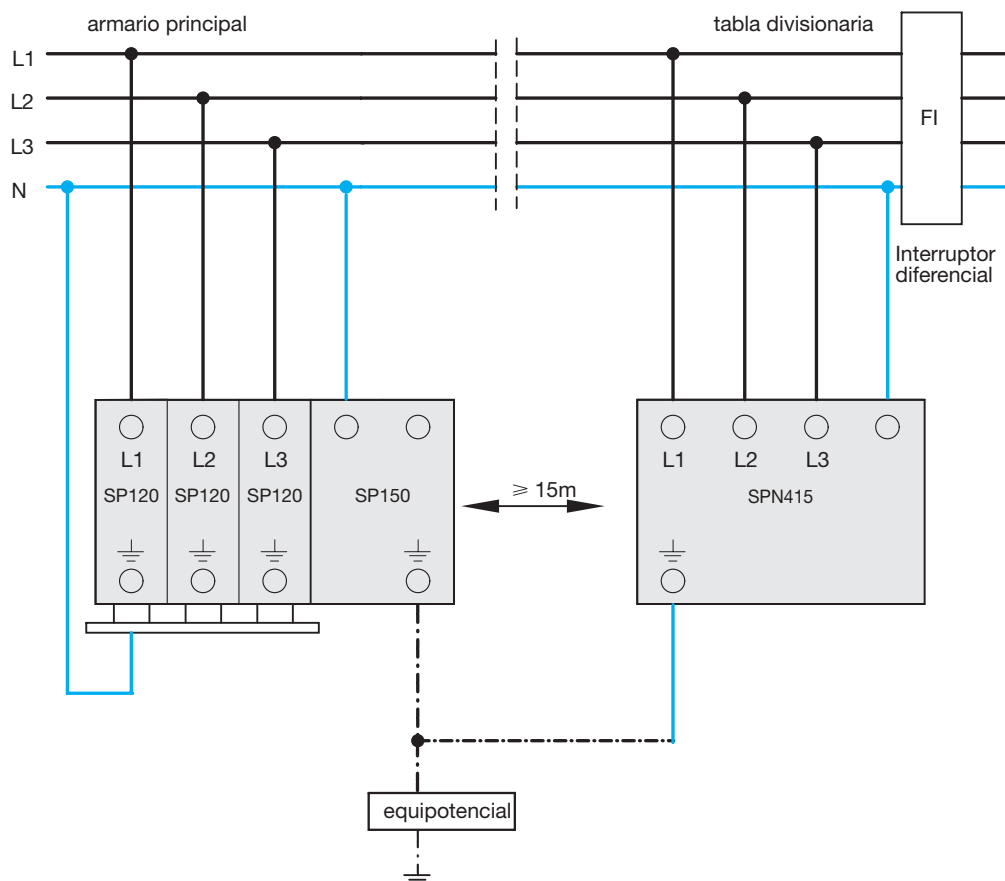 armario principal
tabla divisionaria
L1
L2
L3
N
FI
Interruptor
diferencial
L1
L2
L3
SP120
SP120
SP120
SP150
≥ 15m
L1
L2
L3
SPN415
equipotencial